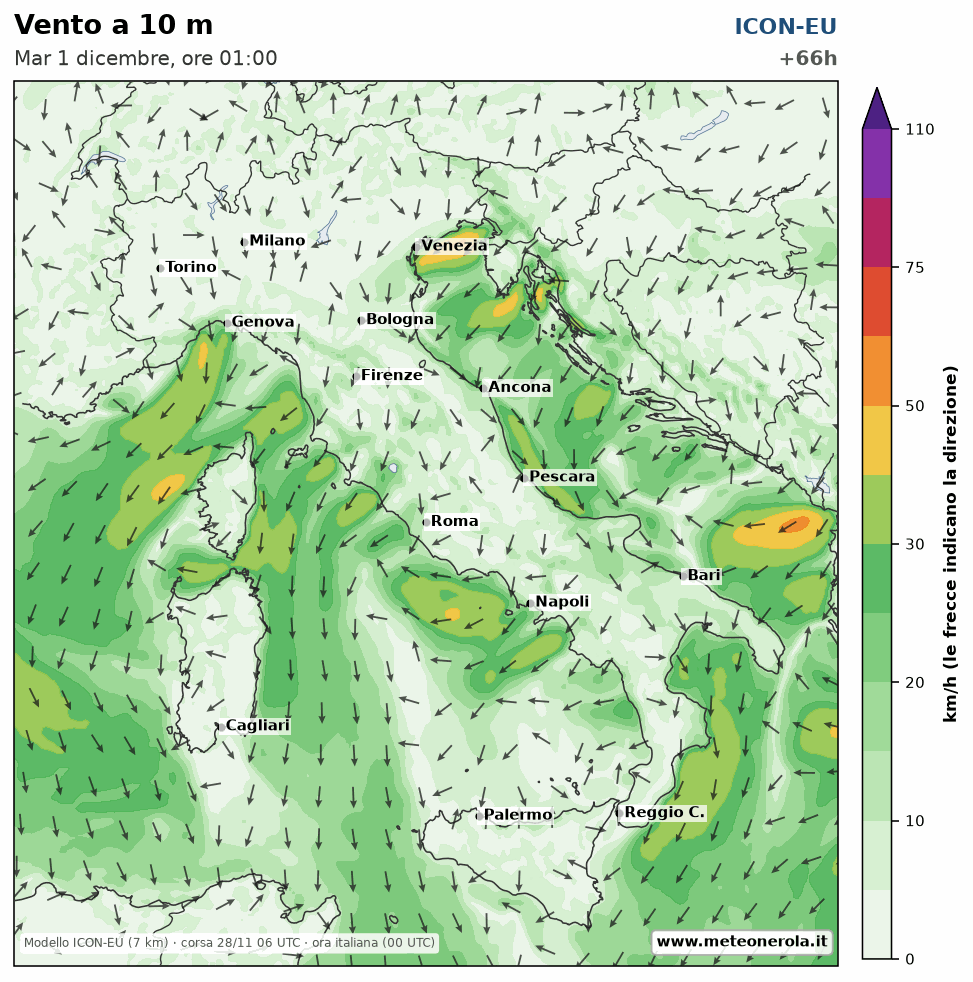 Vento a 10 m
ICON-EU
Mar 1 dicembre, ore 01:00
+66h
110
75
50
30
20
10
0
km/h (le frecce indicano la direzione)
Venezia
Milano
Torino
Genova
Bologna
Firenze
Ancona
Pescara
Roma
Bari
Napoli
Cagliari
Palermo
Reggio C.
Modello ICON-EU (7 km) · corsa 28/11 06 UTC · ora italiana (00 UTC)
www.meteonerola.it